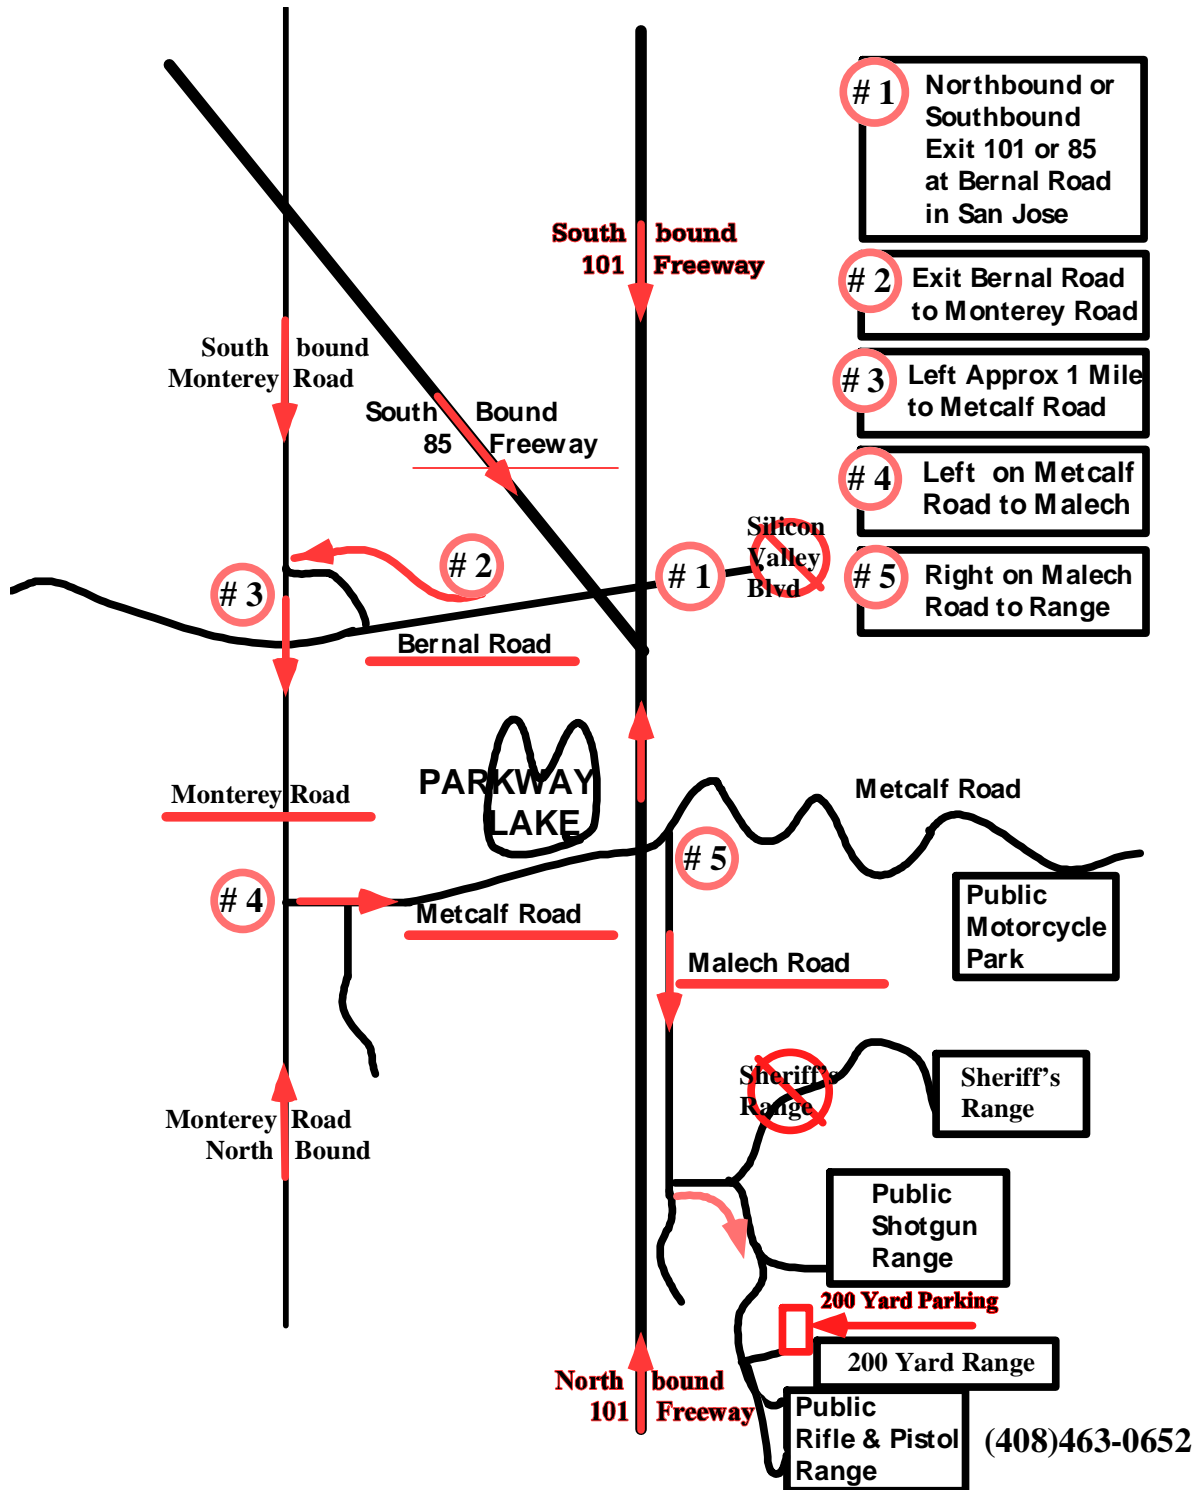 # 1
Northbound or
Southbound
Exit 101 or 85
at Bernal Road
in San Jose
South bound
101 Freeway
# 2
Exit Bernal Road
to Monterey Road
South bound
Monterey Road
# 3
Left Approx 1 Mile
to Metcalf Road
South Bound
85 Freeway
# 4
Left on Metcalf
Road to Malech
Silicon
Valley
Blvd
# 5
Right on Malech
Road to Range
# 2
# 1
# 3
Bernal Road
PARKWAY
LAKE
Monterey Road
Metcalf Road
# 5
# 4
Metcalf Road
Public
Motorcycle
Park
Malech Road
Sheriff's
Range
Sheriff's
Range
Monterey Road
North Bound
Public
Shotgun
Range
200 Yard Parking
200 Yard Range
North bound
101 Freeway
Public
Rifle & Pistol
Range
(408)463-0652